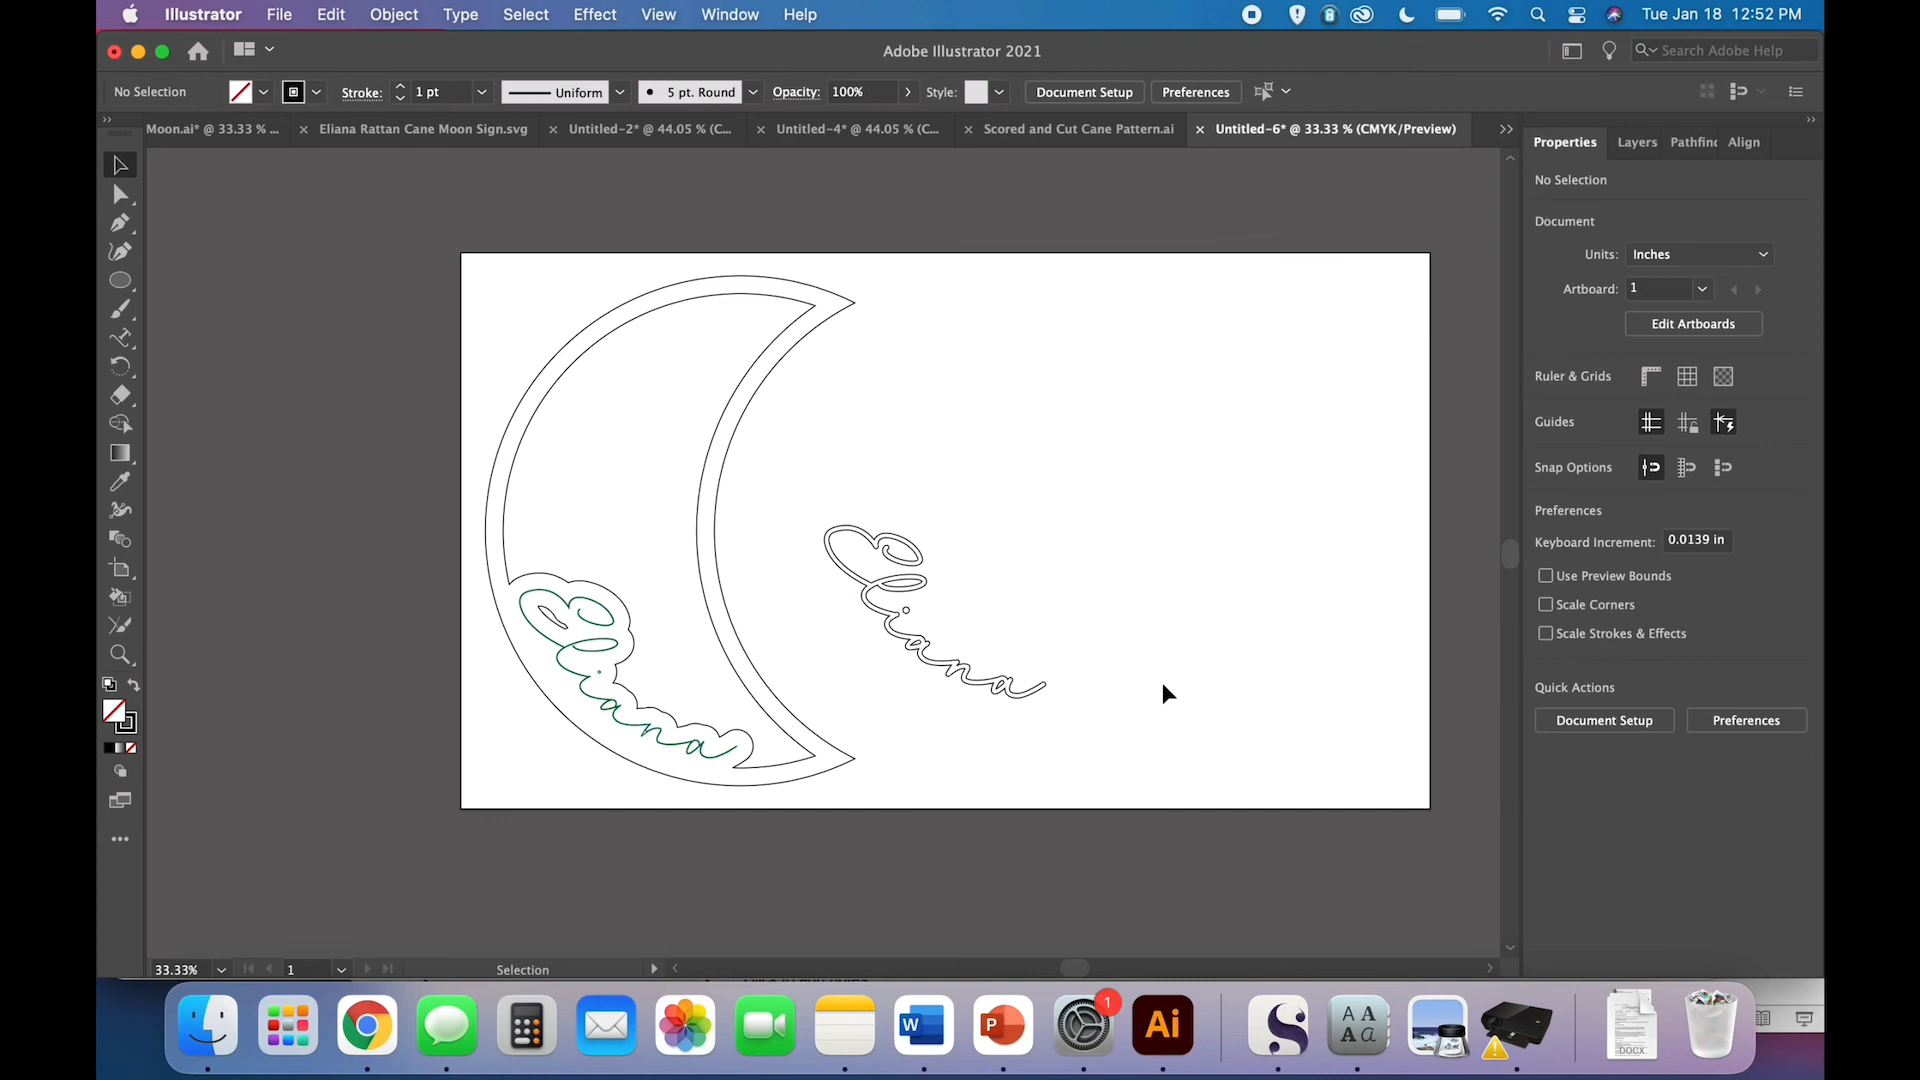 Illustrator File Edit Object Type Select Effect View Window Help Tue Jan 18 12:52 PM
Adobe Illustrator 2021 Search Adobe Help
No Selection Stroke: 1 pt Uniform 5 pt. Round Opacity: 100% Style: Document Setup Preferences
Moon.ai* @ 33.33 % ... Eliana Rattan Cane Moon Sign.svg Untitled-2* @ 44.05 % (C... Untitled-4* @ 44.05 % (C... Scored and Cut Cane Pattern.ai Untitled-6* @ 33.33 % (CMYK/Preview)
Properties Layers Pathfinc Align
No Selection
Document
Units: Inches
Artboard: 1
Edit Artboards
Ruler & Grids
Guides
Snap Options
Preferences
Keyboard Increment: 0.0139 in
Use Preview Bounds
Scale Corners
Scale Strokes & Effects
Quick Actions
Document Setup Preferences
Eliana
Eliana
33.33% 1 Selection
1
W P Ai
A A
A a
DOCX